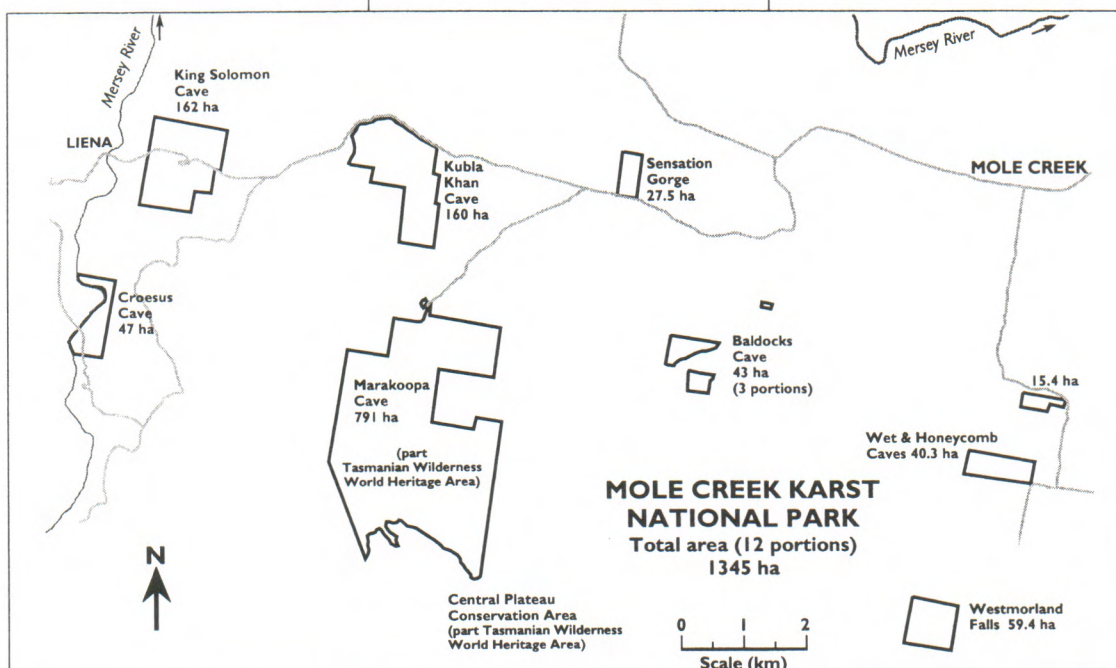 Mersey River
Mersey River
King Solomon
Cave
162 ha
LIENA
Kubla
Khan
Cave
160 ha
Sensation
Gorge
27.5 ha
MOLE CREEK
Croesus
Cave
47 ha
Marakoopa
Cave
791 ha
(part
Tasmanian Wilderness
World Heritage Area)
Baldocks
Cave
43 ha
(3 portions)
15.4 ha
Wet & Honeycomb
Caves 40.3 ha
MOLE CREEK KARST
NATIONAL PARK
Total area (12 portions)
1345 ha
N
Central Plateau
Conservation Area
(part Tasmanian Wilderness
World Heritage Area)
0 1 2
Scale (km)
Westmorland
Falls 59.4 ha